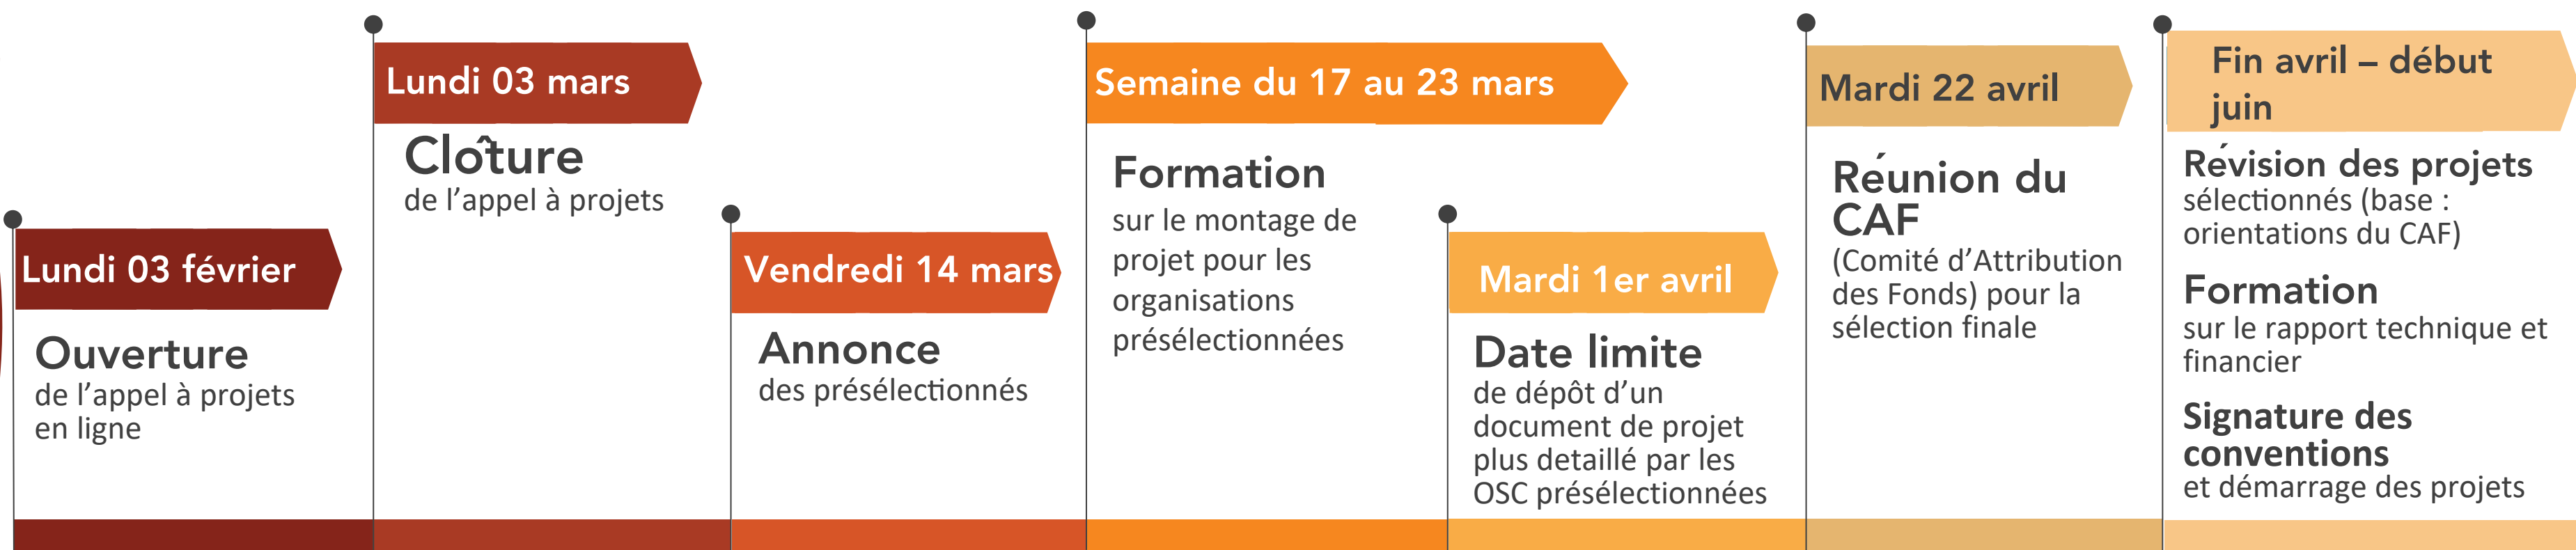 Lundi 03 février
Ouverture
de l’appel à projets
en ligne
Lundi 03 mars
Clôture
de l’appel à projets
Vendredi 14 mars
Annonce
des présélectionnés
Semaine du 17 au 23 mars
Formation
sur le montage de
projet pour les
organisations
présélectionnées
Mardi 1er avril
Date limite
de dépôt d’un
document de projet
plus detaillé par les
OSC présélectionnées
Mardi 22 avril
Réunion du
CAF
(Comité d’Attribution
des Fonds) pour la
sélection finale
Fin avril – début
juin
Révision des projets
sélectionnés (base :
orientations du CAF)
Formation
sur le rapport technique et
financier
Signature des
conventions
et démarrage des projets